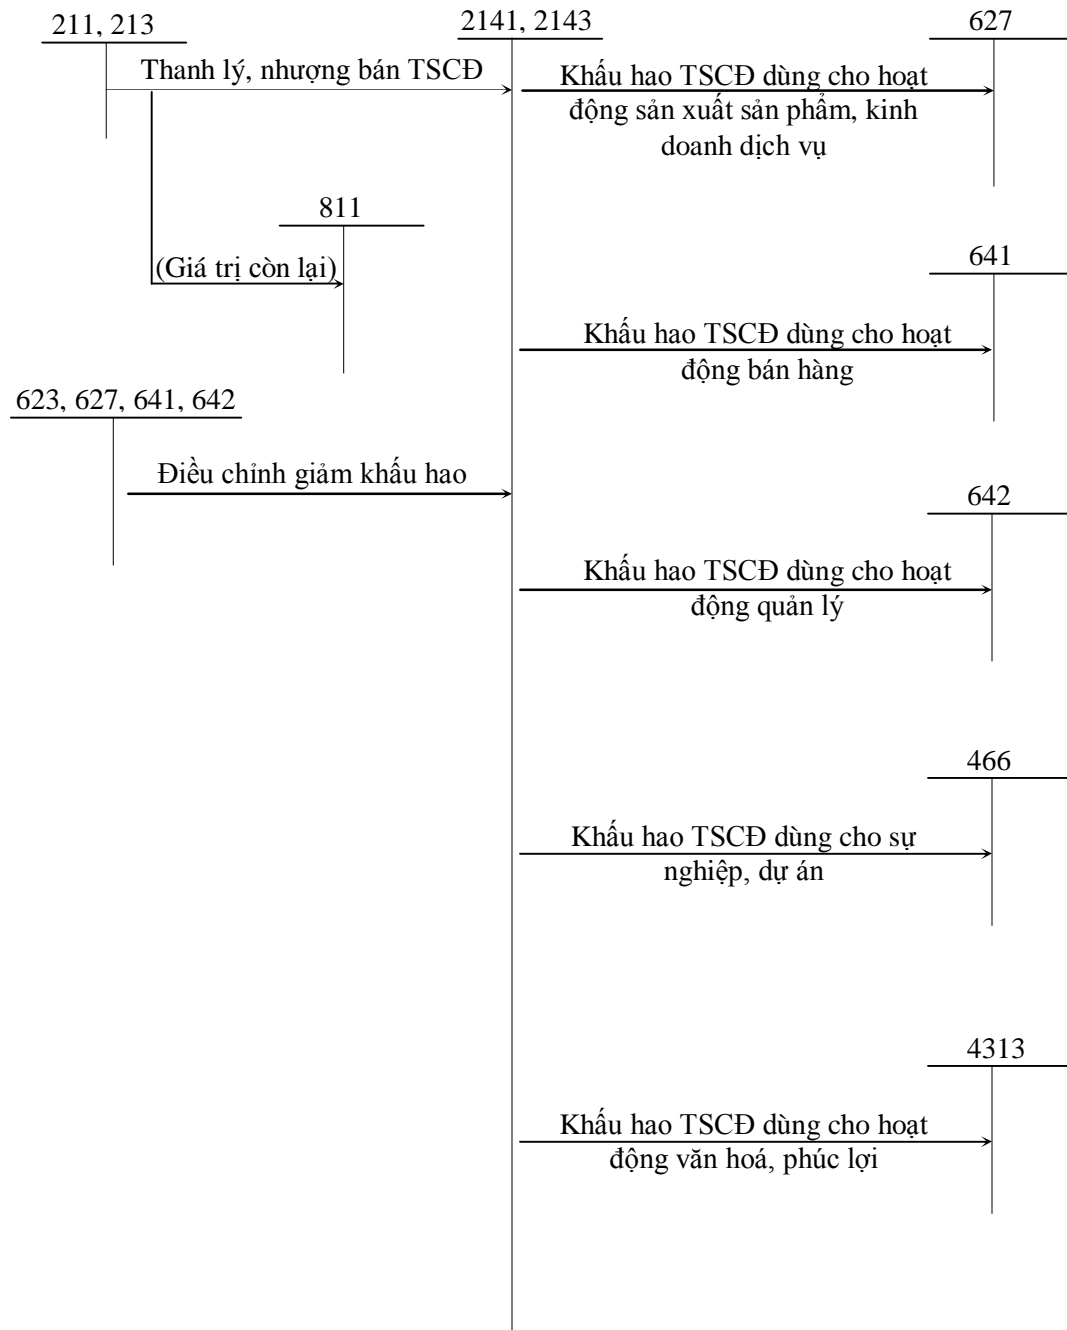 211, 213
2141, 2143
627
Thanh lý, nhượng bán TSCĐ
Khấu hao TSCĐ dùng cho hoạt
động sản xuất sản phẩm, kinh
doanh dịch vụ
811
(Giá trị còn lại)
641
Khấu hao TSCĐ dùng cho hoạt
động bán hàng
623, 627, 641, 642
Điều chỉnh giảm khấu hao
642
Khấu hao TSCĐ dùng cho hoạt
động quản lý
466
Khấu hao TSCĐ dùng cho sự
nghiệp, dự án
4313
Khấu hao TSCĐ dùng cho hoạt
động văn hoá, phúc lợi